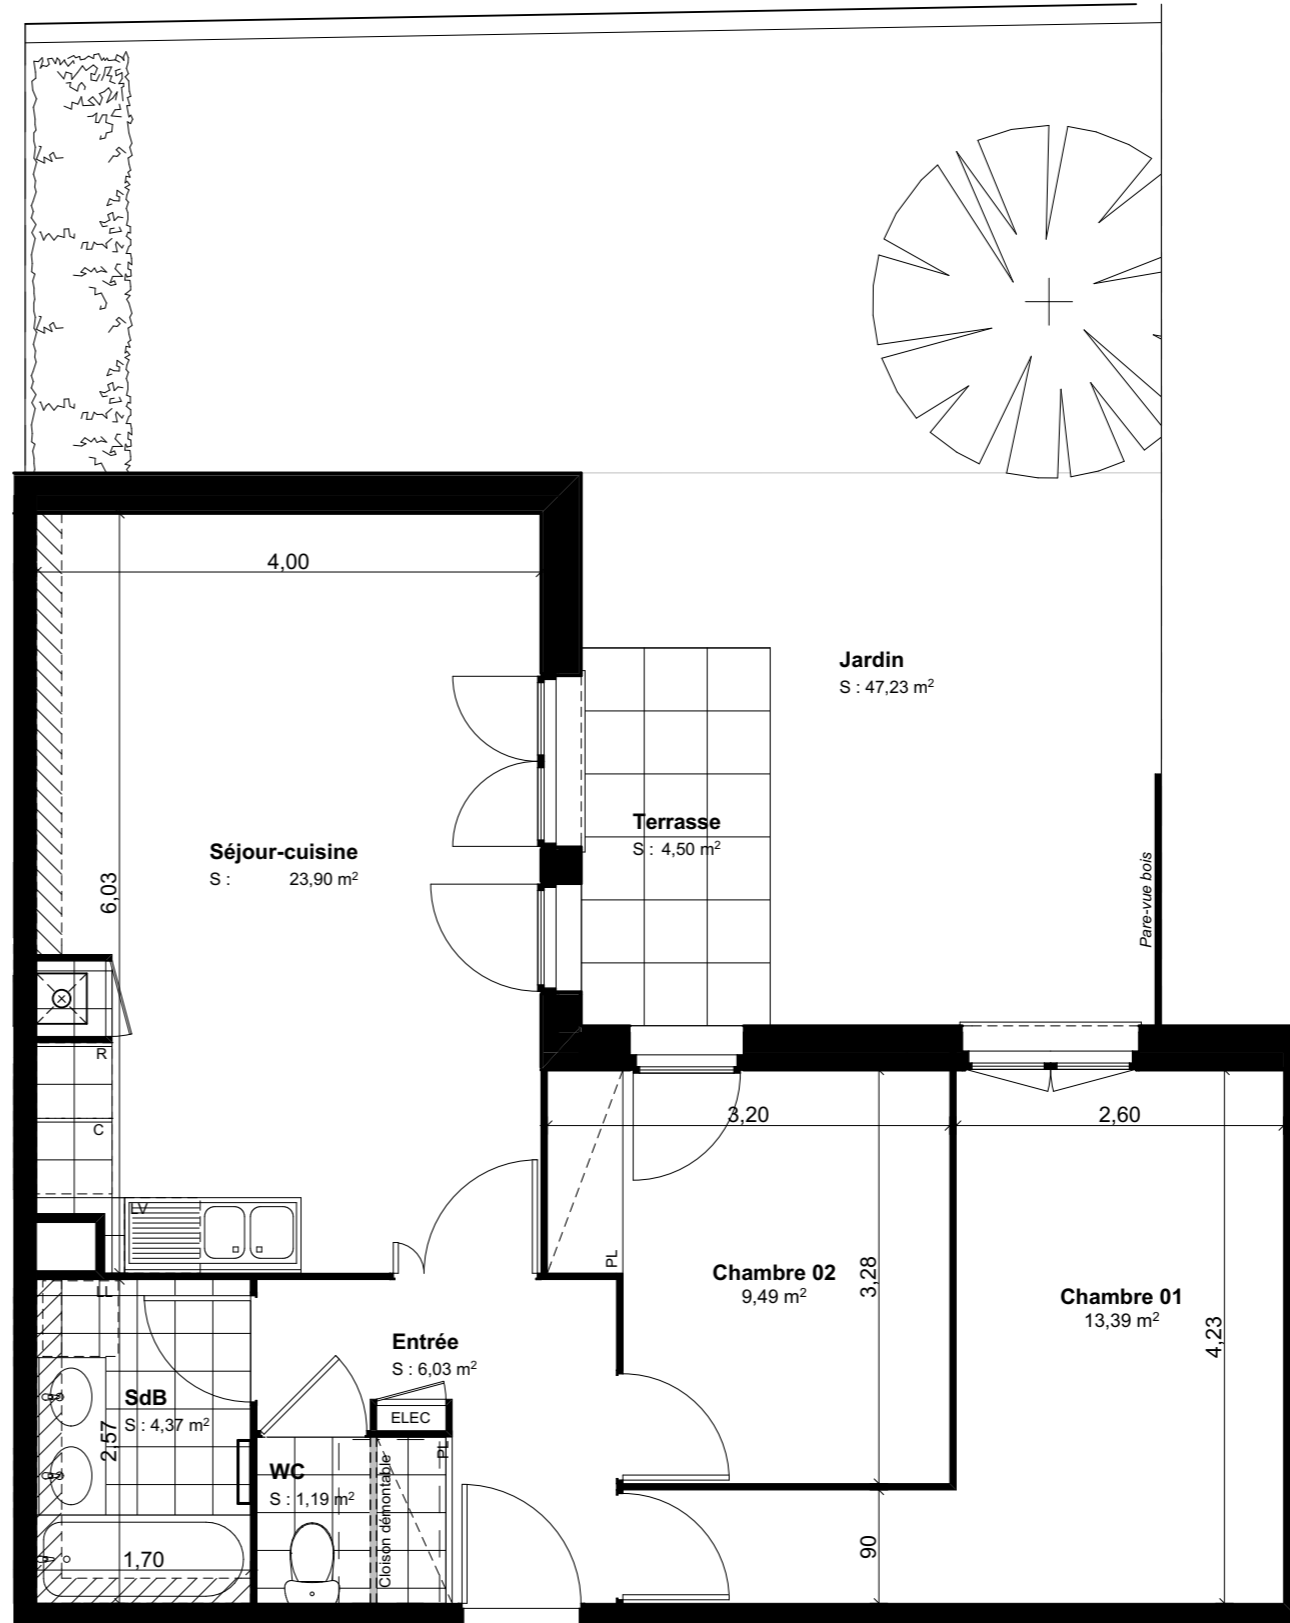 4,00
Jardin
S : 47,23 m²
Terrasse
S : 4,50 m²
Séjour-cuisine
S : 23,90 m²
6,03
Pare-vue bois
R
C
LV
3,20
2,60
PL
Chambre 02
9,49 m²
3,28
Chambre 01
13,39 m²
4,23
LL
Entrée
S : 6,03 m²
SdB
S : 4,37 m²
2,57
ELEC
PL
WC
S : 1,19 m²
Cloison démontable
1,70
90